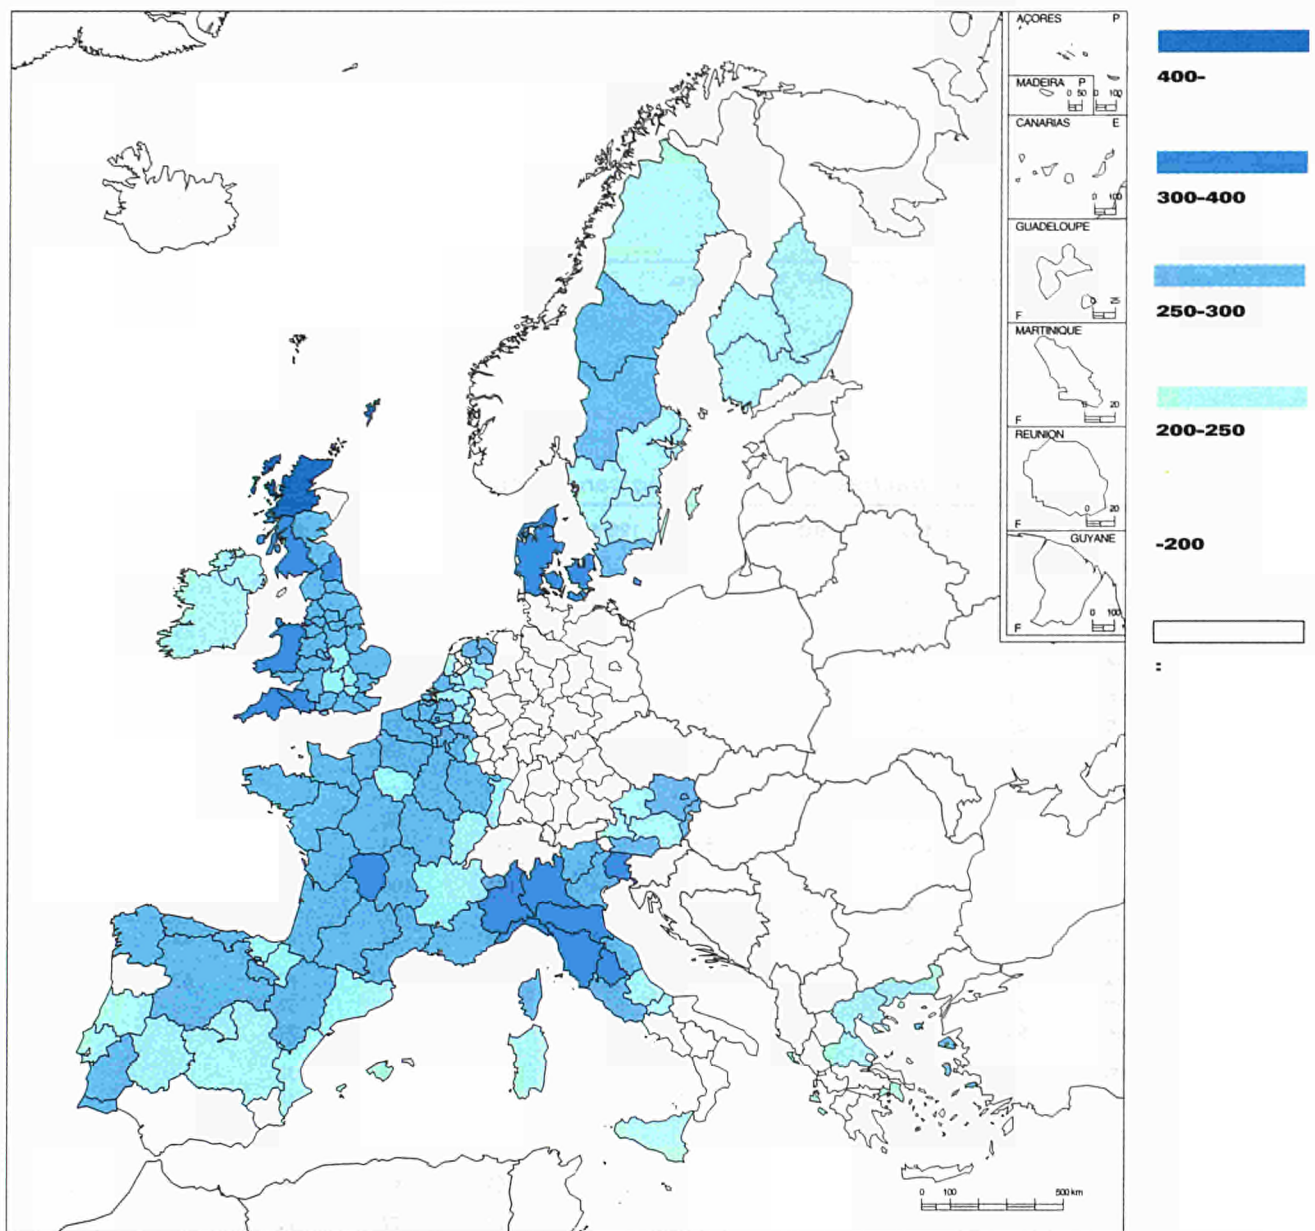 AÇORES P
MADEIRA P
0 50 0 100
CANARIAS E
0 100
GUADELOUPE
0 25
F
MARTINIQUE
0 20
F
REUNION
0 20
F
GUYANE
0 100
F
0 100 500 km
400-
300-400
250-300
200-250
-200
: